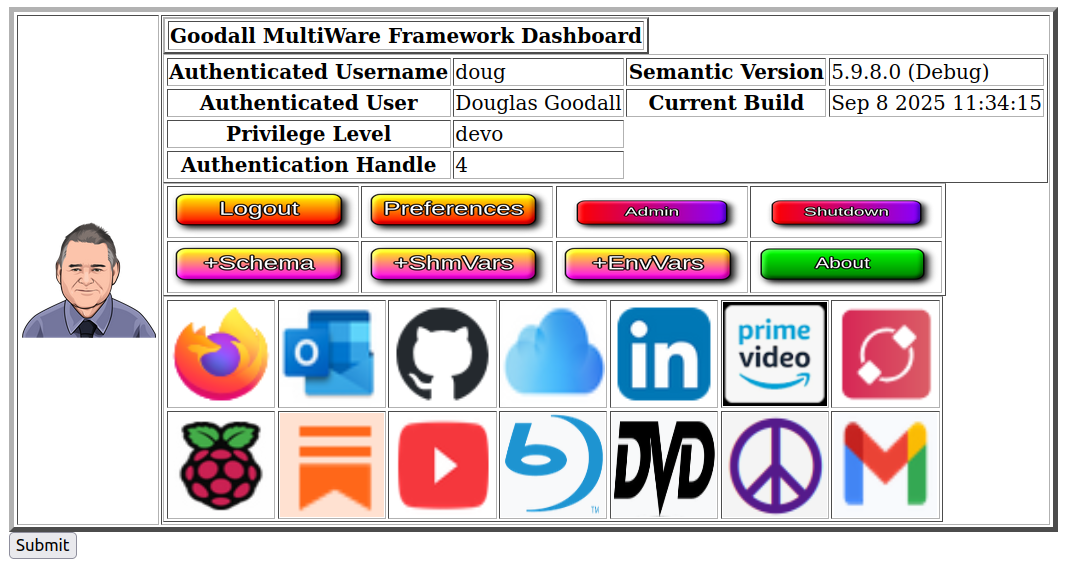 Goodall MultiWare Framework Dashboard
Authenticated Username doug Semantic Version 5.9.8.0 (Debug)
Authenticated User Douglas Goodall Current Build Sep 8 2025 11:34:15
Privilege Level devo
Authentication Handle 4
Logout Preferences Admin Shutdown
+Schema +ShmVars +EnvVars About
O in prime video
DVD TM
Submit